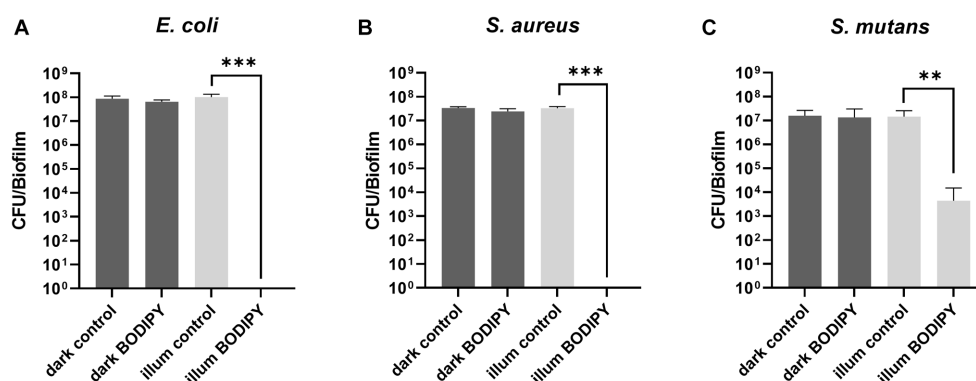 A
E. coli
CFU/Biofilm
10⁹
10⁸
10⁷
10⁶
10⁵
10⁴
10³
10²
10¹
10⁰
***
dark control
dark BODIPY
illum control
illum BODIPY
B
S. aureus
CFU/Biofilm
10⁹
10⁸
10⁷
10⁶
10⁵
10⁴
10³
10²
10¹
10⁰
***
dark control
dark BODIPY
illum control
illum BODIPY
C
S. mutans
CFU/Biofilm
10⁹
10⁸
10⁷
10⁶
10⁵
10⁴
10³
10²
10¹
10⁰
**
dark control
dark BODIPY
illum control
illum BODIPY